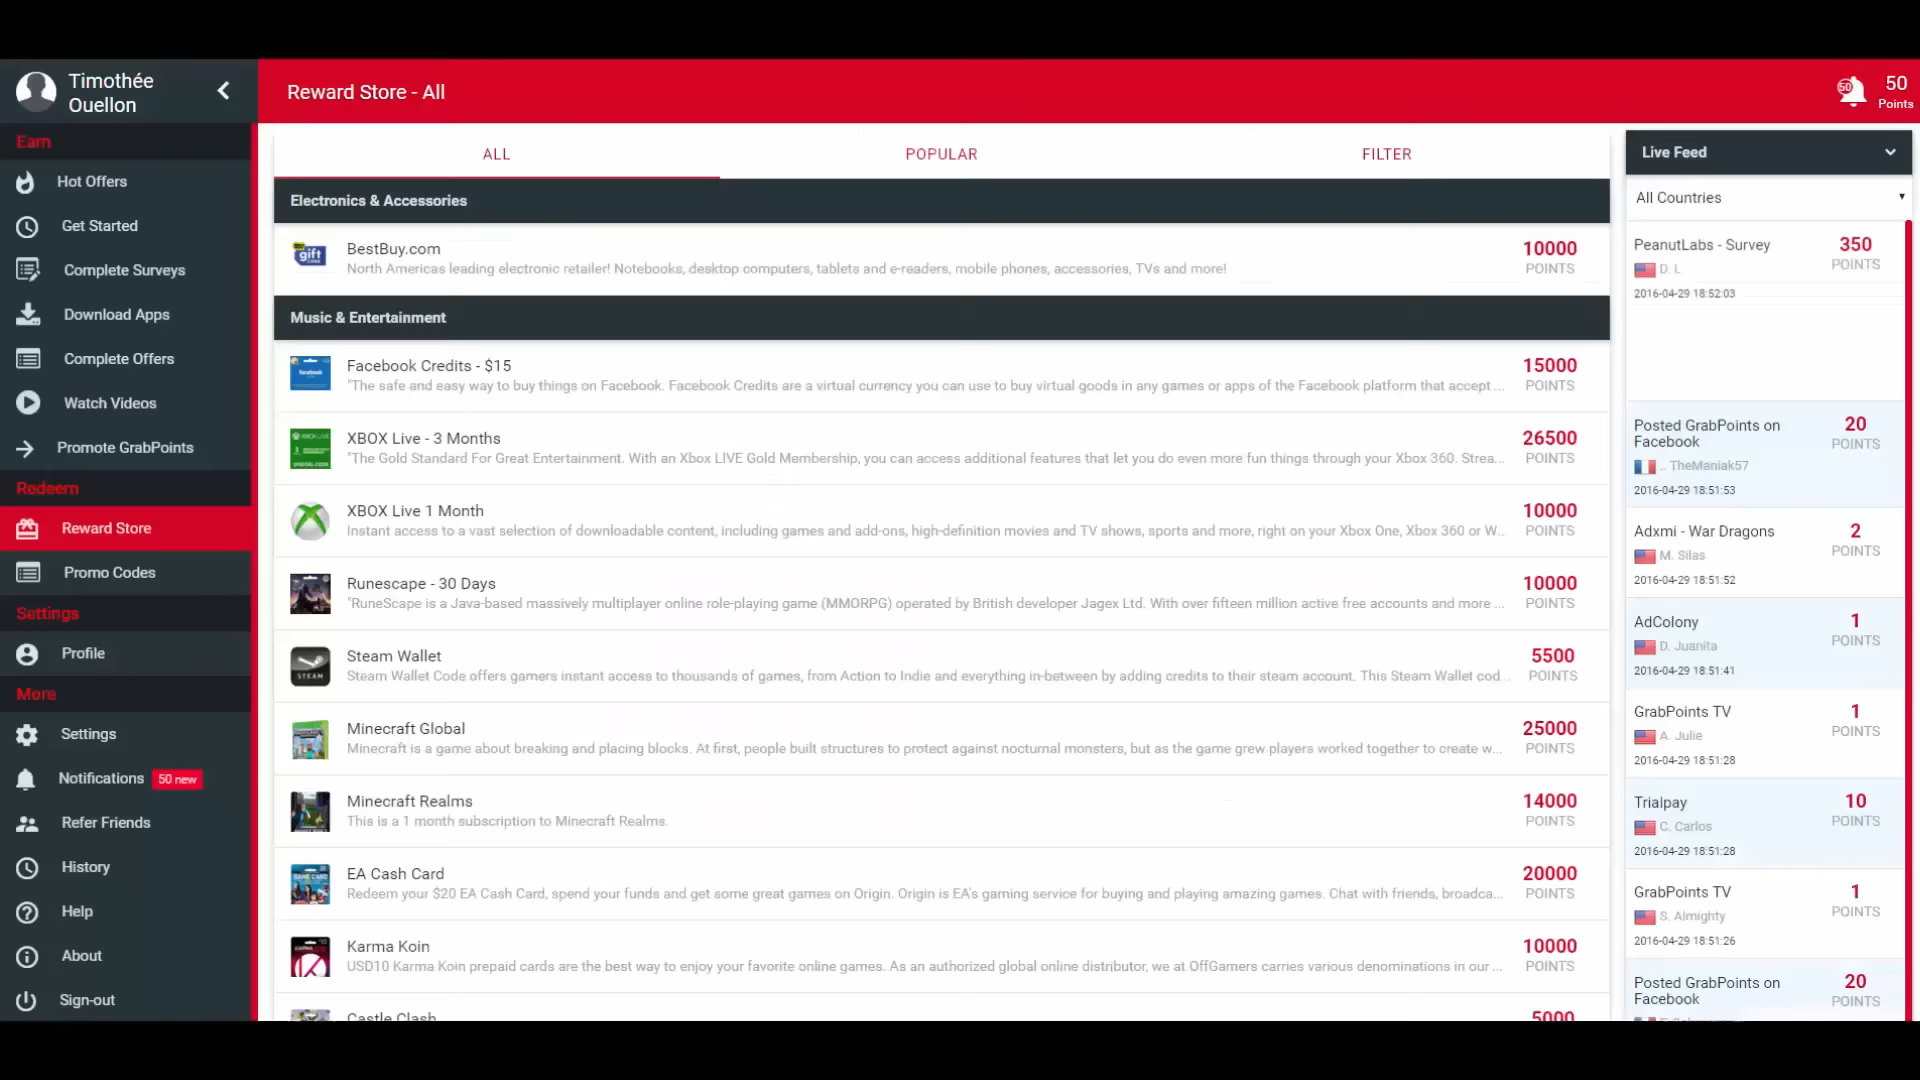 Timothée
Ouellon
Reward Store - All
50
50
Points
Earn
Hot Offers
Get Started
Complete Surveys
Download Apps
Complete Offers
Watch Videos
Promote GrabPoints
Redeem
Reward Store
Promo Codes
Settings
Profile
More
Settings
Notifications 50 new
Refer Friends
History
Help
About
Sign-out
ALL POPULAR FILTER
Electronics & Accessories
gift
BestBuy.com
North Americas leading electronic retailer! Notebooks, desktop computers, tablets and e-readers, mobile phones, accessories, TVs and more!
10000
POINTS
Music & Entertainment
Facebook Credits - $15
"The safe and easy way to buy things on Facebook. Facebook Credits are a virtual currency you can use to buy virtual goods in any games or apps of the Facebook platform that accept ...
15000
POINTS
XBOX Live - 3 Months
"The Gold Standard For Great Entertainment. With an Xbox LIVE Gold Membership, you can access additional features that let you do even more fun things through your Xbox 360. Strea...
26500
POINTS
XBOX Live 1 Month
Instant access to a vast selection of downloadable content, including games and add-ons, high-definition movies and TV shows, sports and more, right on your Xbox One, Xbox 360 or W...
10000
POINTS
Runescape - 30 Days
"RuneScape is a Java-based massively multiplayer online role-playing game (MMORPG) operated by British developer Jagex Ltd. With over fifteen million active free accounts and more ...
10000
POINTS
STEAM
Steam Wallet
Steam Wallet Code offers gamers instant access to thousands of games, from Action to Indie and everything in-between by adding credits to their steam account. This Steam Wallet cod...
5500
POINTS
Minecraft Global
Minecraft is a game about breaking and placing blocks. At first, people built structures to protect against nocturnal monsters, but as the game grew players worked together to create w...
25000
POINTS
Minecraft Realms
This is a 1 month subscription to Minecraft Realms.
14000
POINTS
EA Cash Card
Redeem your $20 EA Cash Card, spend your funds and get some great games on Origin. Origin is EA's gaming service for buying and playing amazing games. Chat with friends, broadca...
20000
POINTS
Karma Koin
USD10 Karma Koin prepaid cards are the best way to enjoy your favorite online games. As an authorized global online distributor, we at OffGamers carries various denominations in our ...
10000
POINTS
Castle Clash
5000
Live Feed
All Countries
PeanutLabs - Survey
D. L
2016-04-29 18:52:03
350
POINTS
Posted GrabPoints on
Facebook
.. TheManiak57
2016-04-29 18:51:53
20
POINTS
Adxmi - War Dragons
M. Silas
2016-04-29 18:51:52
2
POINTS
AdColony
D. Juanita
2016-04-29 18:51:41
1
POINTS
GrabPoints TV
A. Julie
2016-04-29 18:51:28
1
POINTS
Trialpay
C. Carlos
2016-04-29 18:51:28
10
POINTS
GrabPoints TV
S. Almighty
2016-04-29 18:51:26
1
POINTS
Posted GrabPoints on
Facebook
20
POINTS